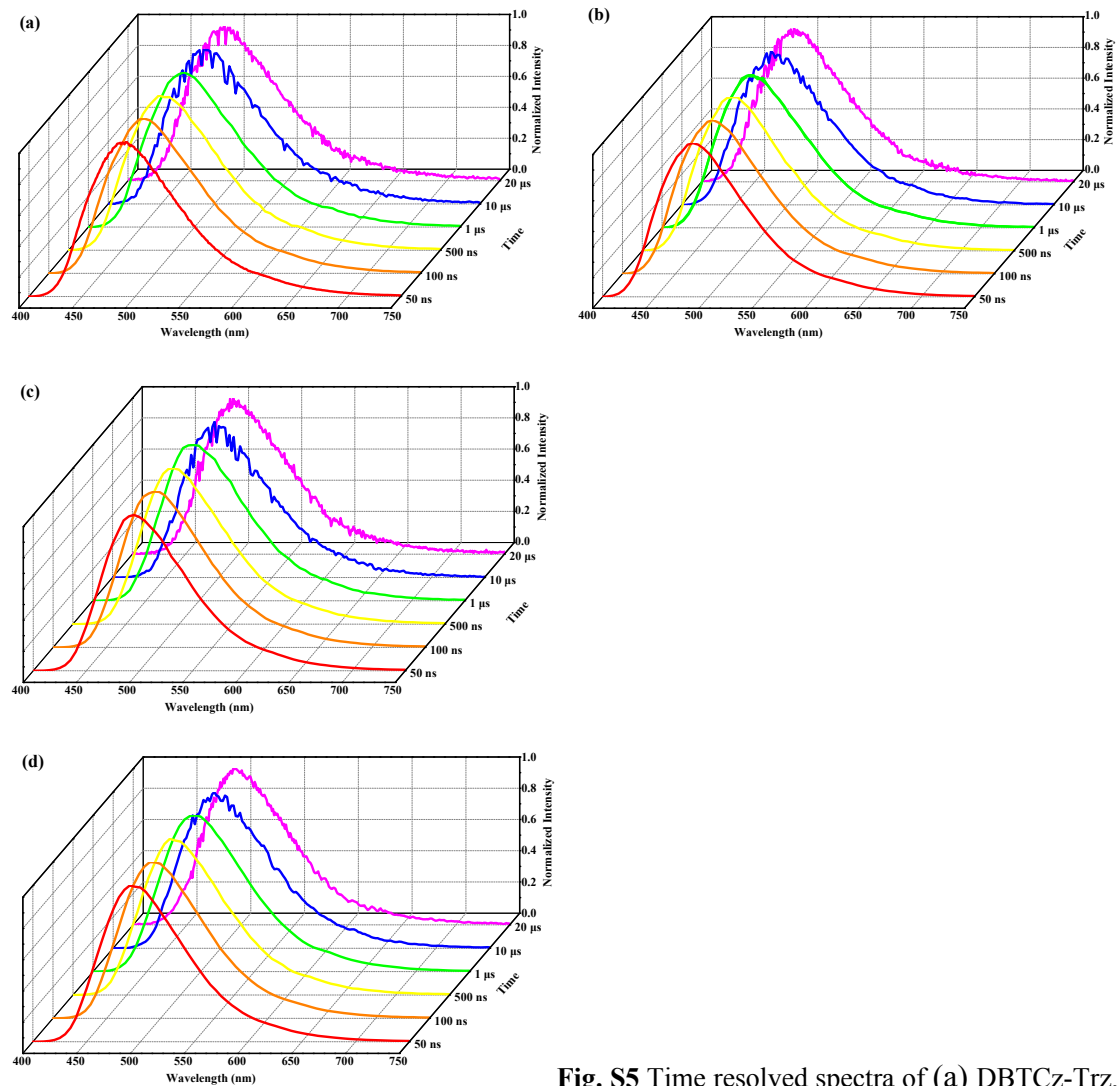 (a)
1.0
0.8
0.6
0.4
0.2
0.0
Normalized Intensity
20 μs
10 μs
1 μs
500 ns
100 ns
50 ns
Time
400 450 500 550 600 650 700 750
Wavelength (nm)
(b)
1.0
0.8
0.6
0.4
0.2
0.0
Normalized Intensity
20 μs
10 μs
1 μs
500 ns
100 ns
50 ns
Time
400 450 500 550 600 650 700 750
Wavelength (nm)
(c)
1.0
0.8
0.6
0.4
0.2
0.0
Normalized Intensity
20 μs
10 μs
1 μs
500 ns
100 ns
50 ns
Time
400 450 500 550 600 650 700 750
Wavelength (nm)
(d)
1.0
0.8
0.6
0.4
0.2
0.0
Normalized Intensity
20 μs
10 μs
1 μs
500 ns
100 ns
50 ns
Time
400 450 500 550 600 650 700 750
Wavelength (nm)
Fig. S5 Time resolved spectra of (a) DBTCz-Trz,